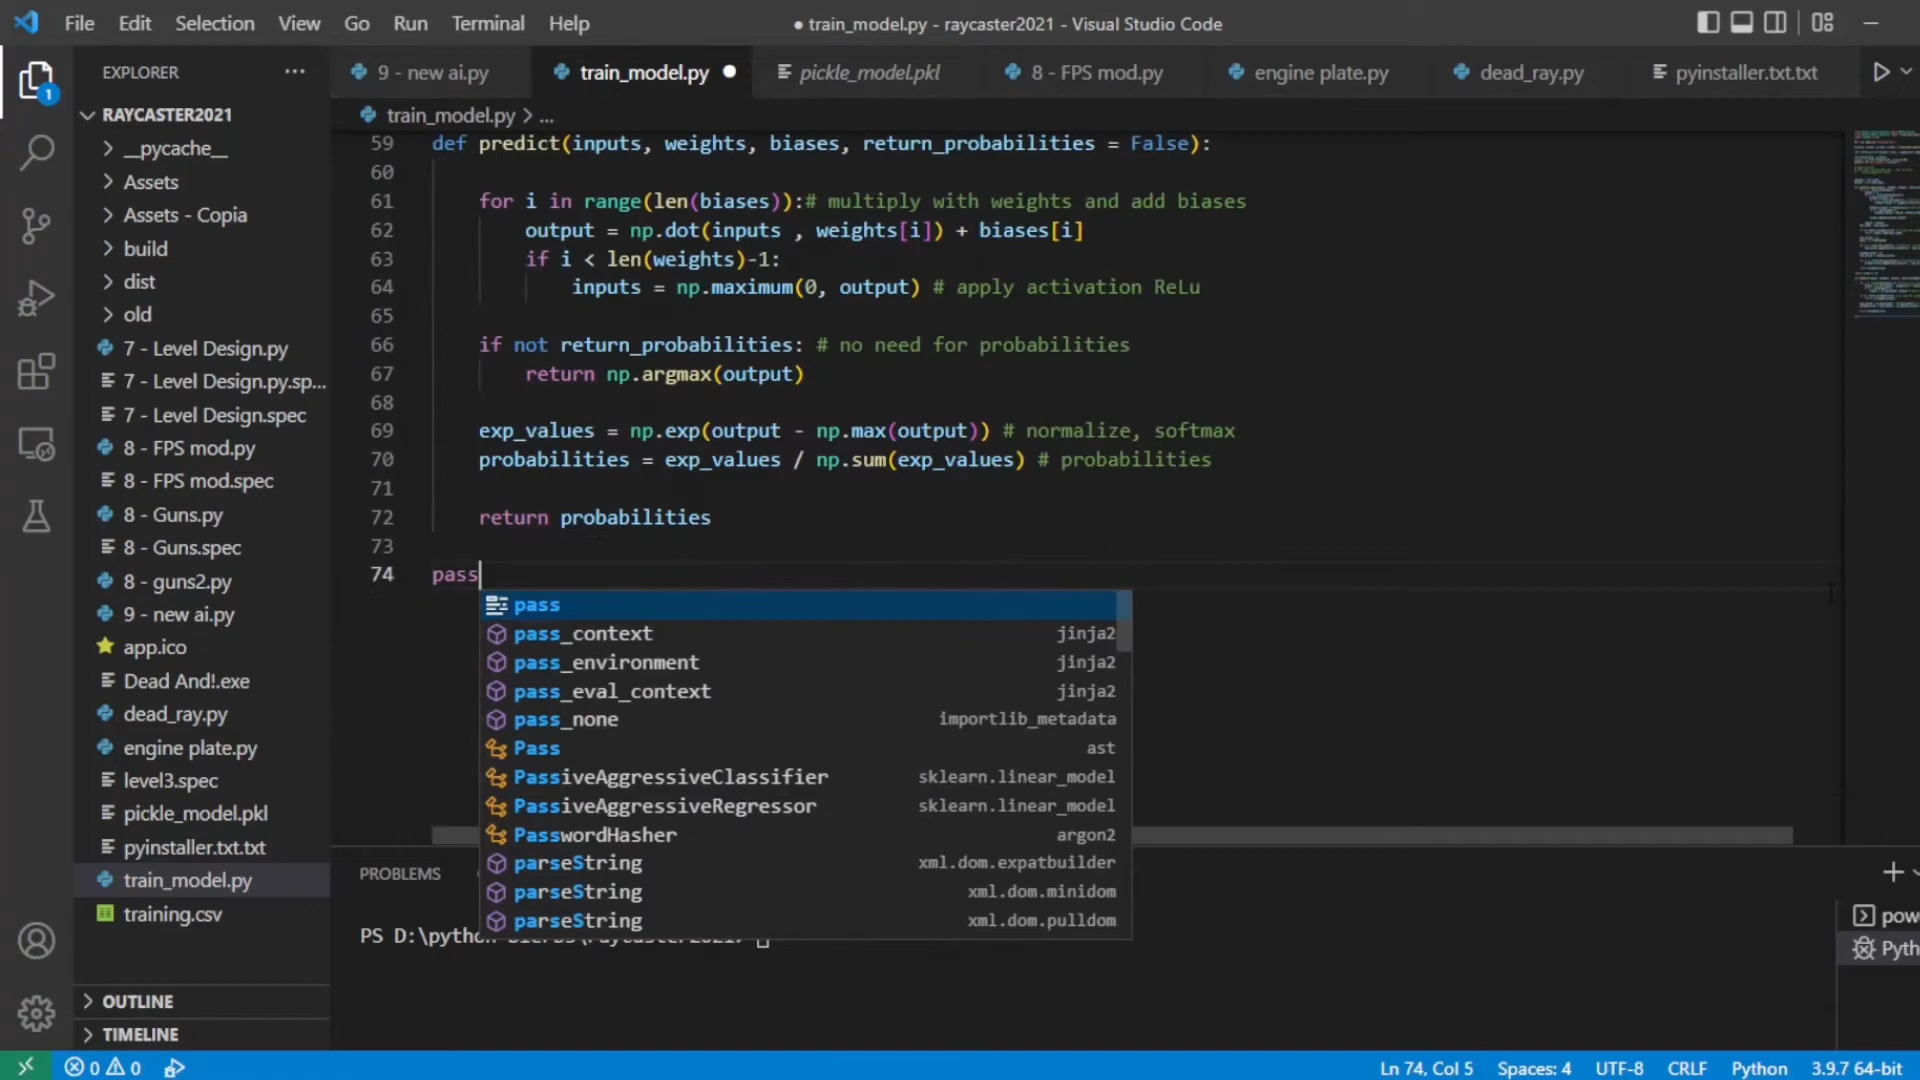 File Edit Selection View Go Run Terminal Help
● train_model.py - raycaster2021 - Visual Studio Code
EXPLORER ...
9 - new ai.py
train_model.py ●
pickle_model.pkl
8 - FPS mod.py
engine plate.py
dead_ray.py
pyinstaller.txt.txt
1
RAYCASTER2021
__pycache__
Assets
Assets - Copia
build
dist
old
7 - Level Design.py
7 - Level Design.py.sp...
7 - Level Design.spec
8 - FPS mod.py
8 - FPS mod.spec
8 - Guns.py
8 - Guns.spec
8 - guns2.py
9 - new ai.py
app.ico
Dead And!.exe
dead_ray.py
engine plate.py
level3.spec
pickle_model.pkl
pyinstaller.txt.txt
train_model.py
training.csv
OUTLINE
TIMELINE
train_model.py > ...
59 def predict(inputs, weights, biases, return_probabilities = False):
60
61 for i in range(len(biases)):# multiply with weights and add biases
62 output = np.dot(inputs , weights[i]) + biases[i]
63 if i < len(weights)-1:
64 inputs = np.maximum(0, output) # apply activation ReLu
65
66 if not return_probabilities: # no need for probabilities
67 return np.argmax(output)
68
69 exp_values = np.exp(output - np.max(output)) # normalize, softmax
70 probabilities = exp_values / np.sum(exp_values) # probabilities
71
72 return probabilities
73
74 pass
pass
pass_context jinja2
pass_environment jinja2
pass_eval_context jinja2
pass_none importlib_metadata
Pass ast
PassiveAggressiveClassifier sklearn.linear_model
PassiveAggressiveRegressor sklearn.linear_model
PasswordHasher argon2
parseString xml.dom.expatbuilder
parseString xml.dom.minidom
parseString xml.dom.pulldom
PROBLEMS
PS D:\python
pow
Pyth
0 0
Ln 74, Col 5 Spaces: 4 UTF-8 CRLF Python 3.9.7 64-bit